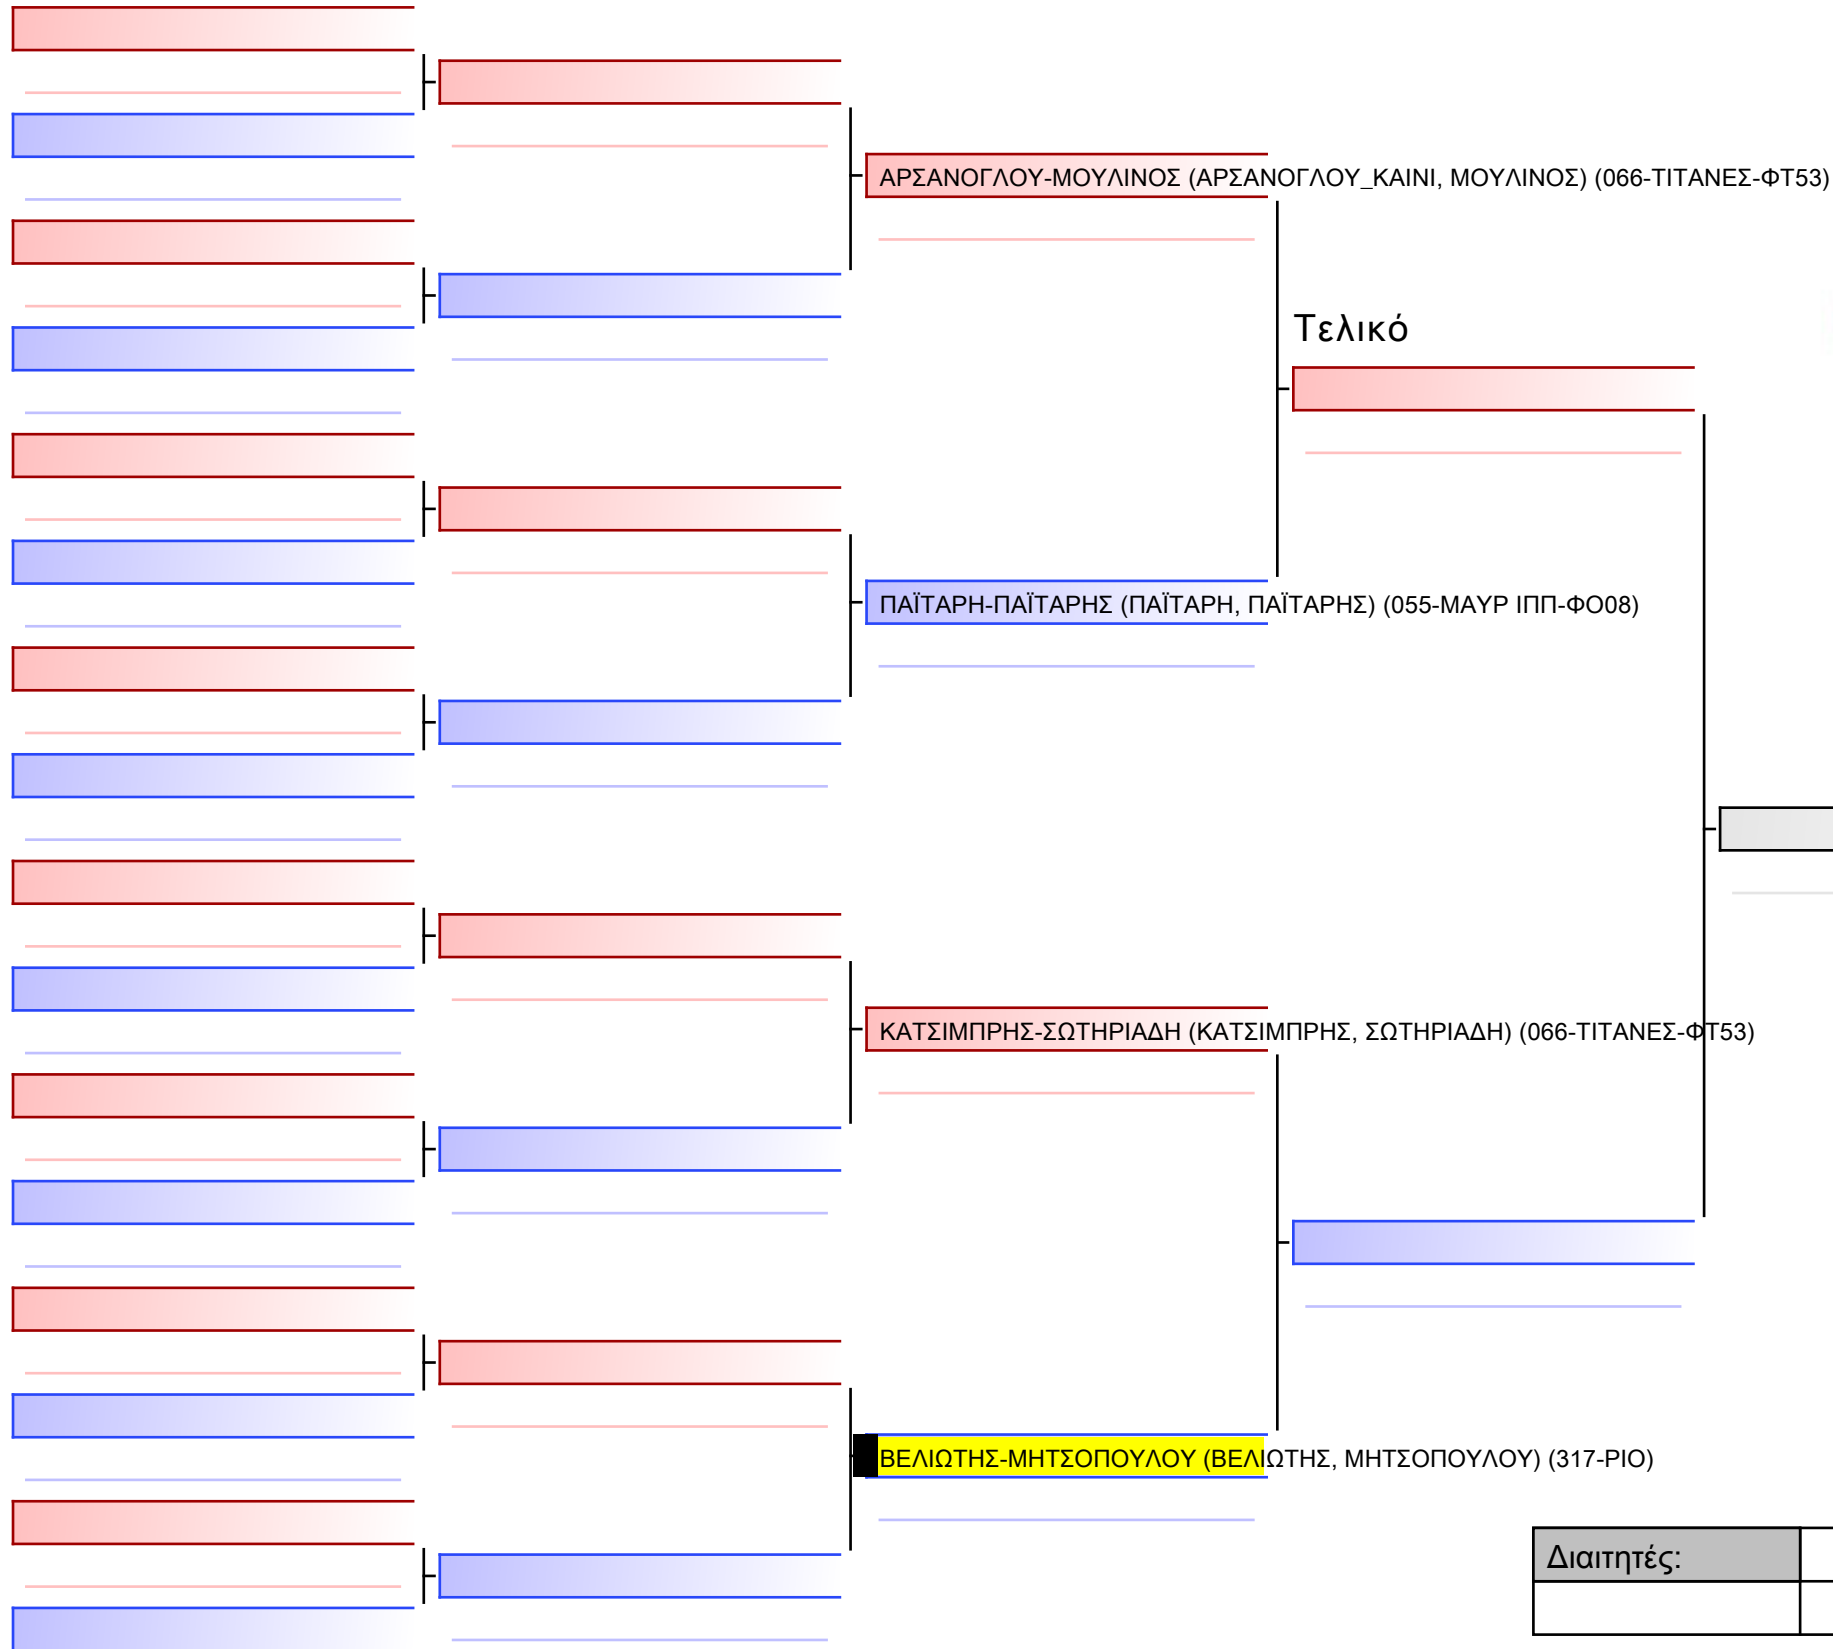 ΑΡΣΑΝΟΓΛΟΥ-ΜΟΥΛΙΝΟΣ (ΑΡΣΑΝΟΓΛΟΥ_ΚΑΙΝΙ, ΜΟΥΛΙΝΟΣ) (066-ΤΙΤΑΝΕΣ-ΦΤ53)
Τελικό
ΠΑΪΤΑΡΗ-ΠΑΪΤΑΡΗΣ (ΠΑΪΤΑΡΗ, ΠΑΪΤΑΡΗΣ) (055-ΜΑΥΡ ΙΠΠ-ΦΟ08)
ΚΑΤΣΙΜΠΡΗΣ-ΣΩΤΗΡΙΑΔΗ (ΚΑΤΣΙΜΠΡΗΣ, ΣΩΤΗΡΙΑΔΗ) (066-ΤΙΤΑΝΕΣ-ΦΤ53)
ΒΕΛΙΩΤΗΣ-ΜΗΤΣΟΠΟΥΛΟΥ (ΒΕΛΙΩΤΗΣ, ΜΗΤΣΟΠΟΥΛΟΥ) (317-ΡΙΟ)
Διαιτητές: